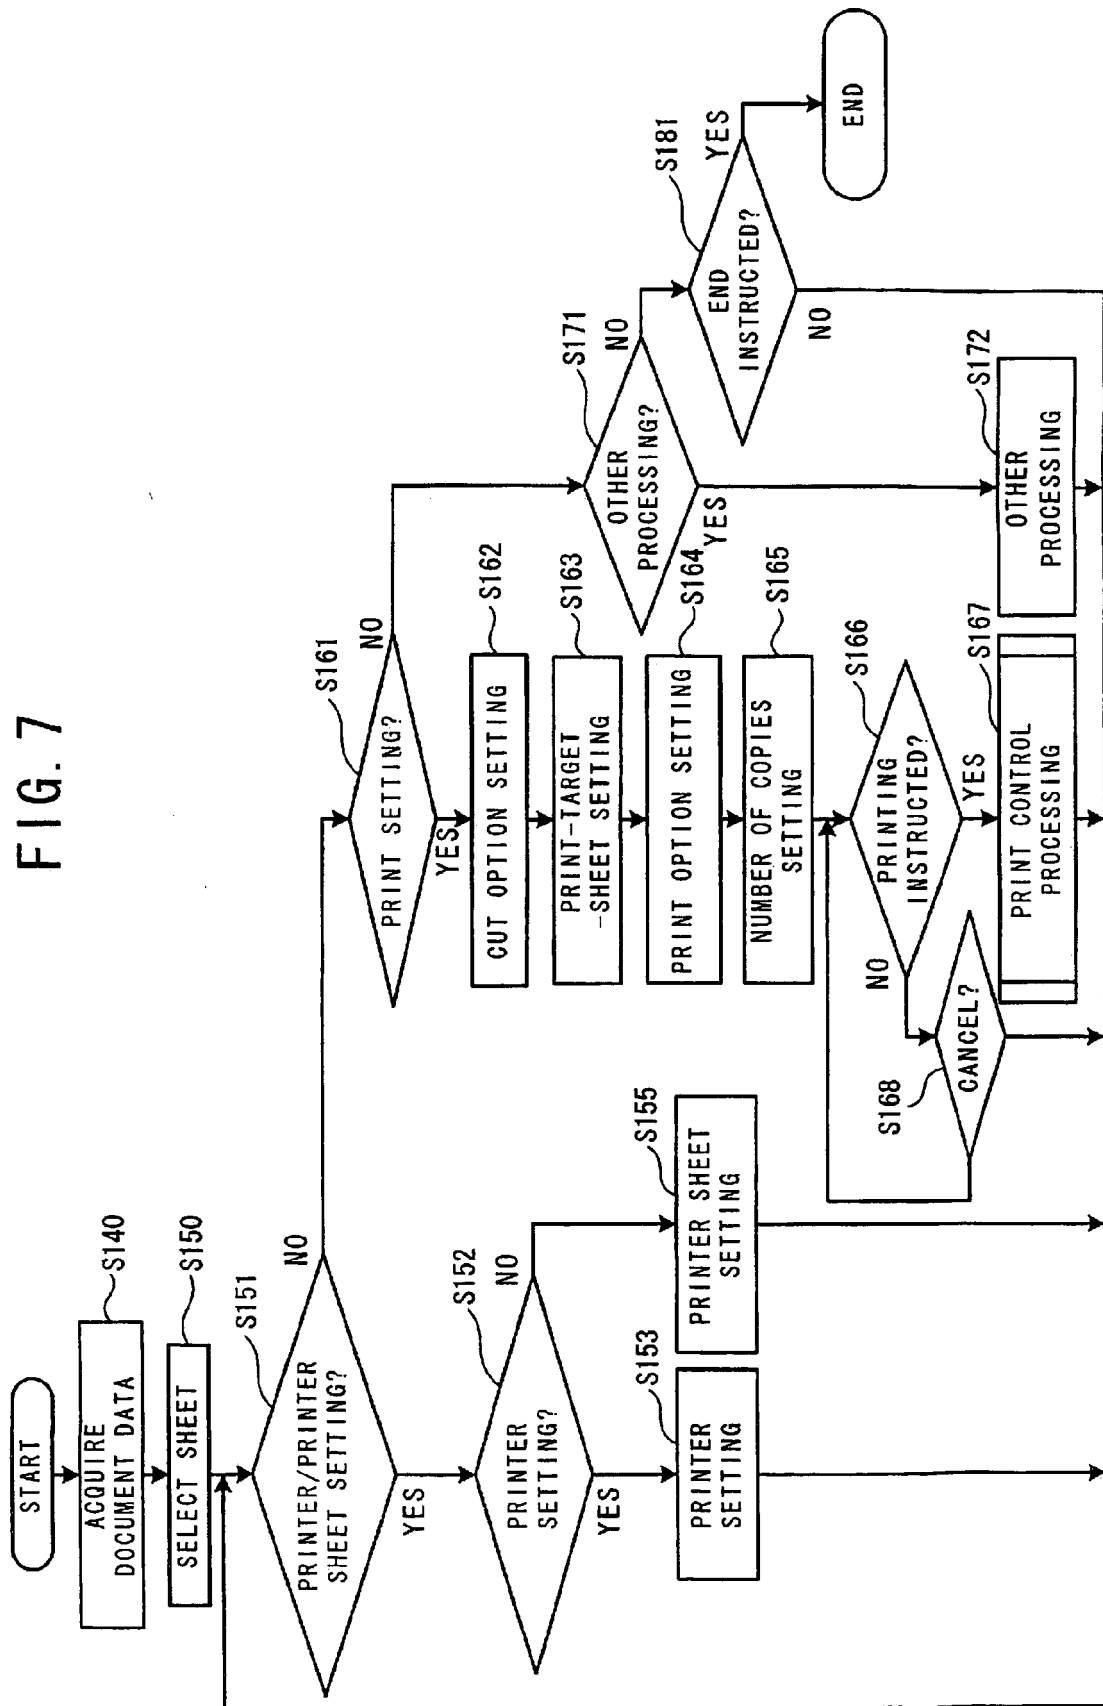 FIG. 7
START
ACQUIRE
DOCUMENT DATA
S140
SELECT SHEET
S150
PRINTER/PRINTER
SHEET SETTING?
S151
NO
YES
PRINTER
SETTING?
S152
NO
YES
PRINTER
SETTING
S153
PRINTER SHEET
SETTING
S155
PRINT SETTING?
S161
NO
YES
CUT OPTION SETTING
S162
PRINT-TARGET
-SHEET SETTING
S163
PRINT OPTION SETTING
S164
NUMBER OF COPIES
SETTING
S165
PRINTING
INSTRUCTED?
S166
NO
YES
CANCEL?
S168
PRINT CONTROL
PROCESSING
S167
OTHER
PROCESSING?
S171
NO
YES
OTHER
PROCESSING
S172
END
INSTRUCTED?
S181
YES
NO
END